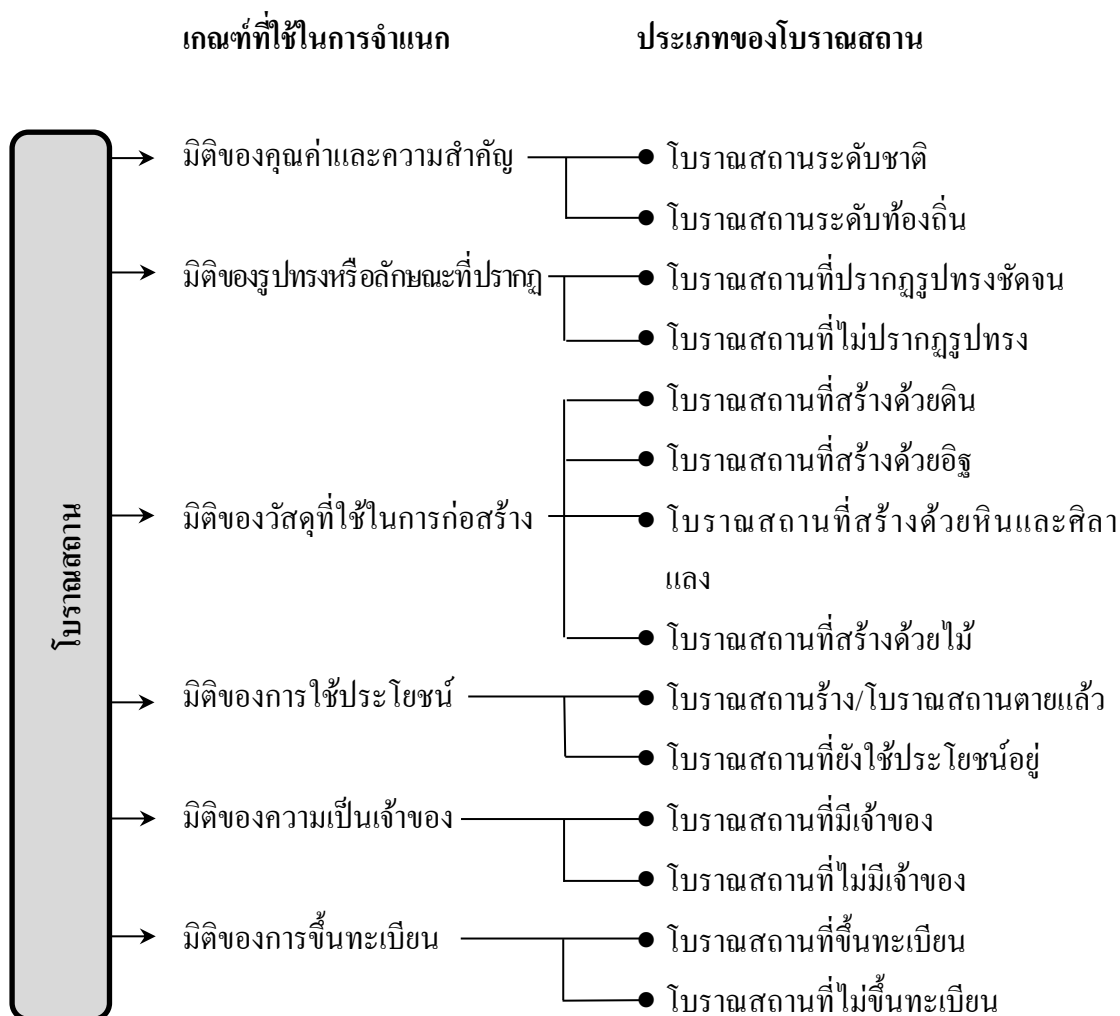 เกณฑ์ที่ใช้ในการจำแนก ประเภทของโบราณสถาน
โบราณสถาน
มิติของคุณค่าและความสำคัญ โบราณสถานระดับชาติ
โบราณสถานระดับท้องถิ่น
มิติของรูปทรงหรือลักษณะที่ปรากฏ โบราณสถานที่ปรากฏรูปทรงชัดจน
โบราณสถานที่ไม่ปรากฏรูปทรง
โบราณสถานที่สร้างด้วยดิน
โบราณสถานที่สร้างด้วยอิฐ
มิติของวัสดุที่ใช้ในการก่อสร้าง โบราณสถานที่สร้างด้วยหินและศิลา
แลง
โบราณสถานที่สร้างด้วยไม้
มิติของการใช้ประโยชน์ โบราณสถานร้าง/โบราณสถานตายแล้ว
โบราณสถานที่ยังใช้ประโยชน์อยู่
มิติของความเป็นเจ้าของ โบราณสถานที่มีเจ้าของ
โบราณสถานที่ไม่มีเจ้าของ
มิติของการขึ้นทะเบียน โบราณสถานที่ขึ้นทะเบียน
โบราณสถานที่ไม่ขึ้นทะเบียน